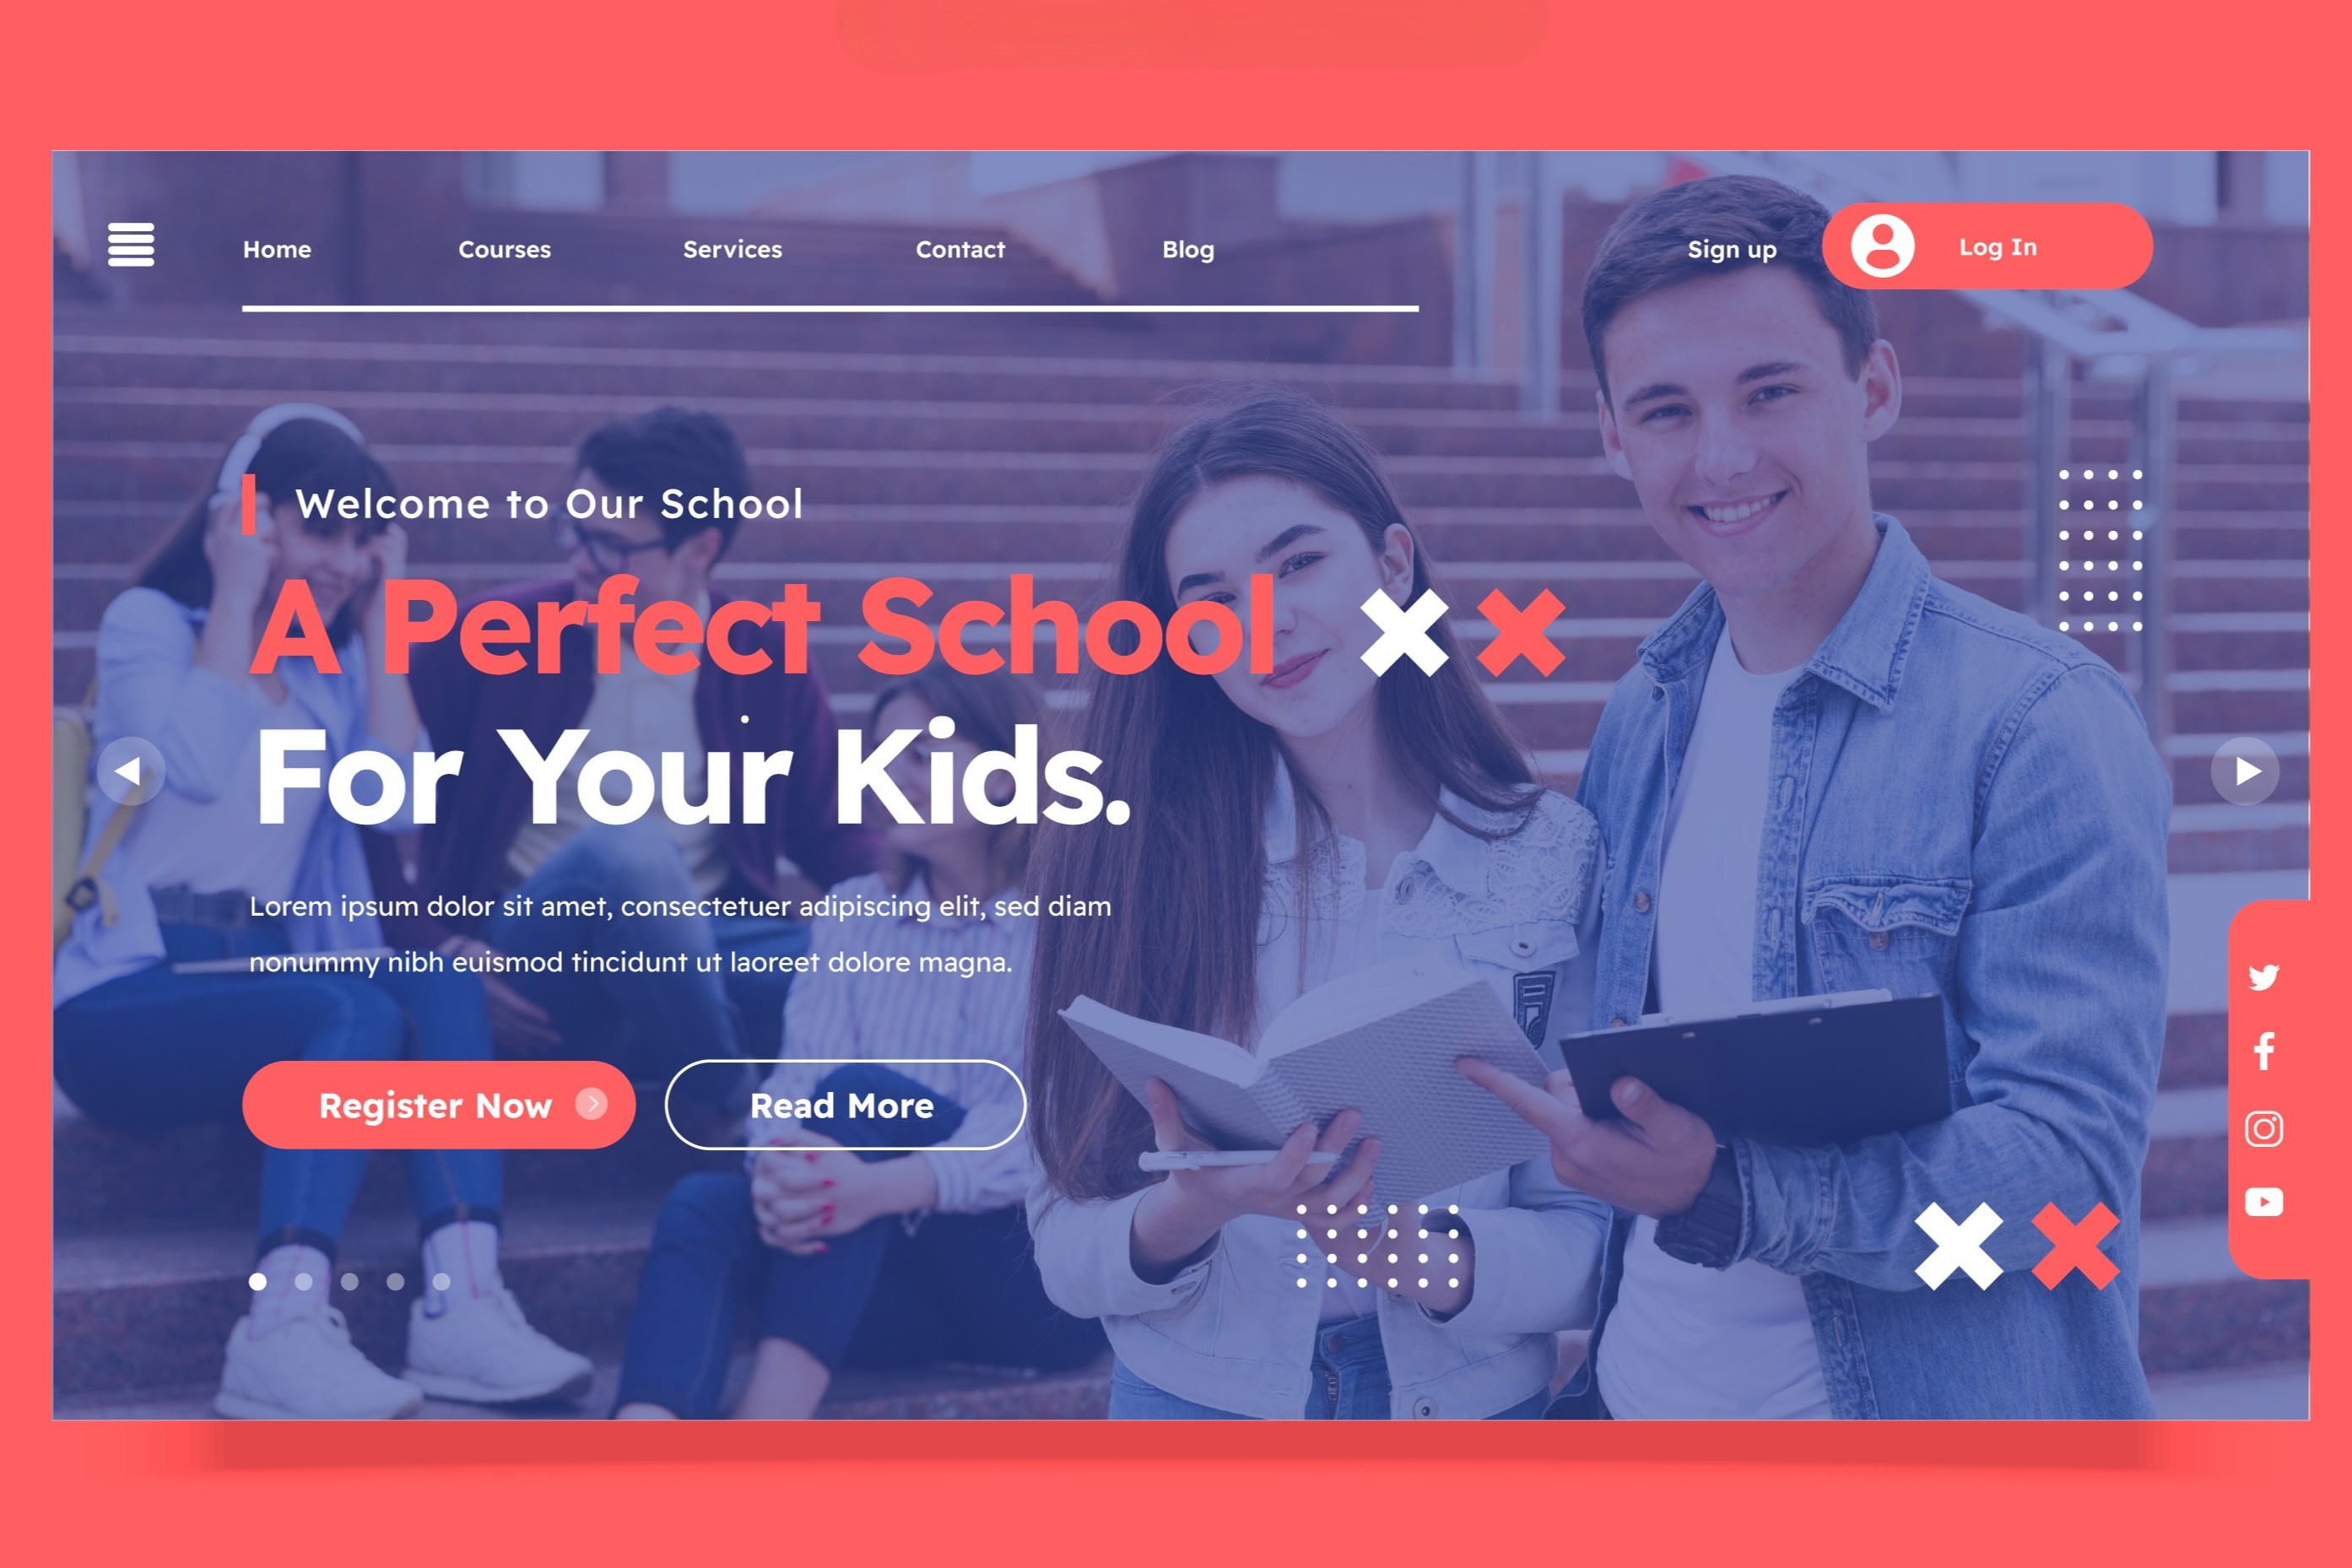 Home Courses Services Contact Blog Sign up Log In
Welcome to Our School
A Perfect School
For Your Kids.
Lorem ipsum dolor sit amet, consectetuer adipiscing elit, sed diam
nonummy nibh euismod tincidunt ut laoreet dolore magna.
Register Now Read More